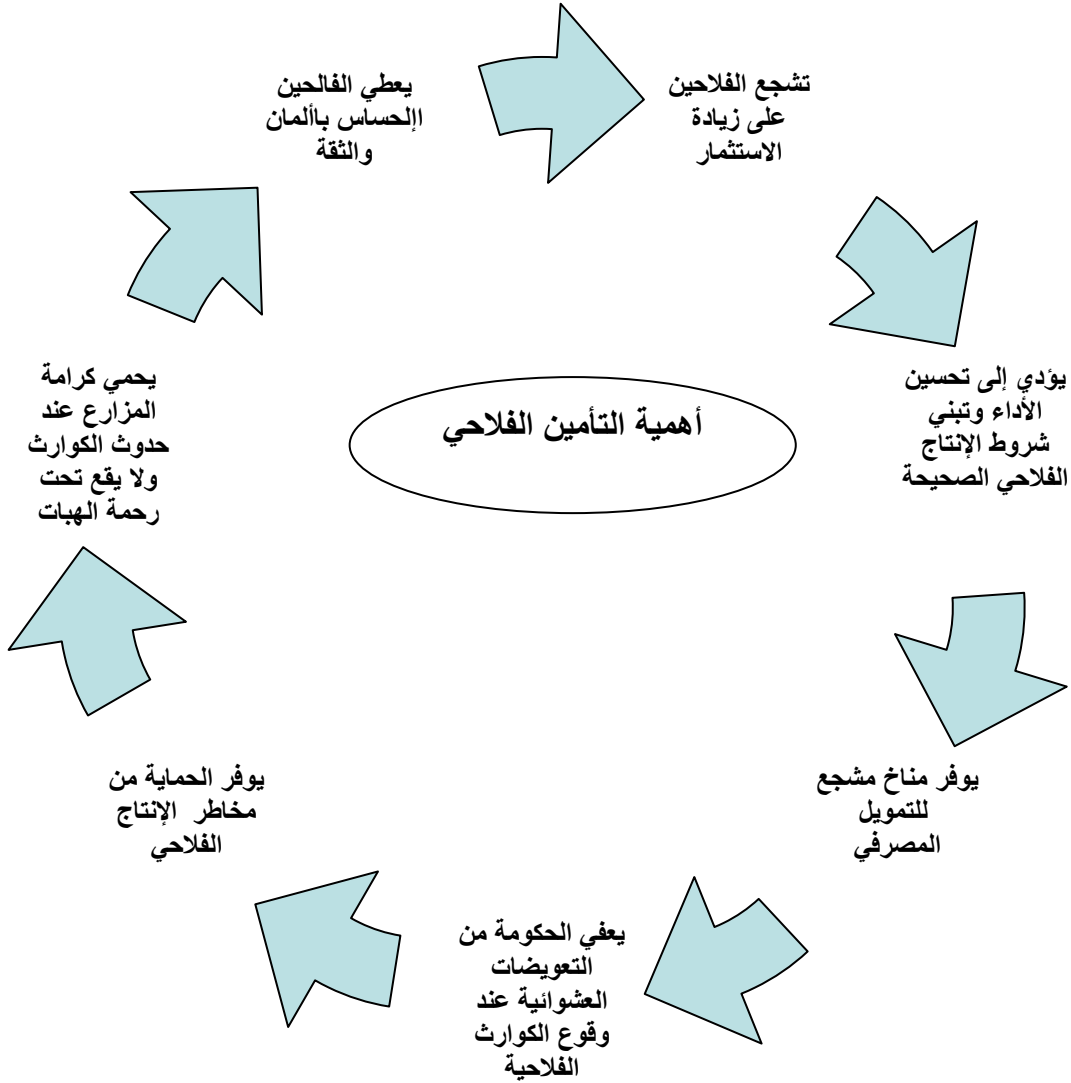 تشجع الفلاحين
على زيادة
الاستثمار
يؤدي إلى تحسين
الأداء وتبني
شروط الإنتاج
الفلاحي الصحيحة
يوفر مناخ مشجع
للتمويل
المصرفي
يعفي الحكومة من
التعويضات
العشوائية عند
وقوع الكوارث
الفلاحية
يوفر الحماية من
مخاطر الإنتاج
الفلاحي
يحمي كرامة
المزارع عند
حدوث الكوارث
ولا يقع تحت
رحمة الهبات
يعطي الفالحين
اإلحساس باألمان
والثقة
أهمية التأمين الفلاحي